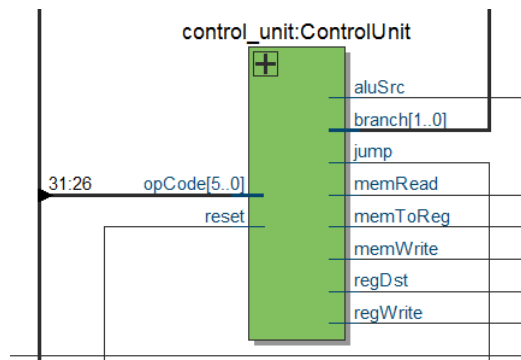 control_unit:ControlUnit
aluSrc
branch[1..0]
jump
31:26 opCode[5..0] memRead
reset memToReg
memWrite
regDst
regWrite